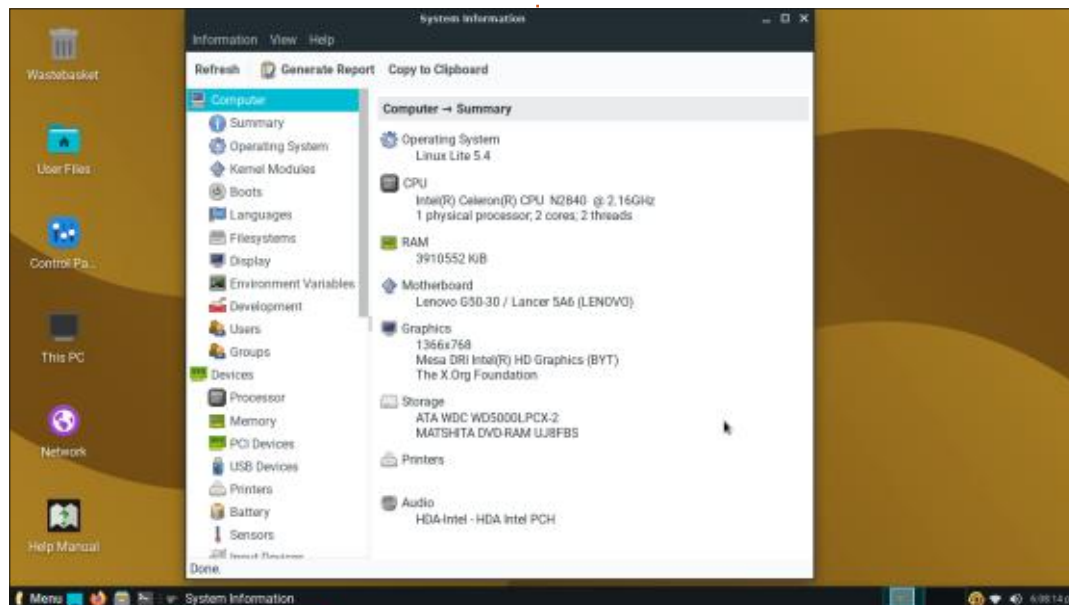 System Information
Information View Help
Refresh Generate Report Copy to Clipboard
Wastebasket
User Files
Control Pa...
This PC
Network
Help Manual
Computer
Summary
Operating System
Kernel Modules
Boots
Languages
Filesystems
Display
Environment Variables
Development
Users
Groups
Devices
Processor
Memory
PCI Devices
USB Devices
Printers
Battery
Sensors
Input Devices
Computer → Summary
Operating System
Linux Lite 5.4
CPU
Intel(R) Celeron(R) CPU N2840 @ 2.16GHz
1 physical processor; 2 cores; 2 threads
RAM
3910552 KiB
Motherboard
Lenovo G50-30 / Lancer 5A6 (LENOVO)
Graphics
1366x768
Mesa DRI Intel(R) HD Graphics (BYT)
The X.Org Foundation
Storage
ATA WDC WD5000LPCX-2
MATSHITA DVD-RAM UJ8FBS
Printers
Audio
HDA-Intel - HDA Intel PCH
Done.
Menu System Information